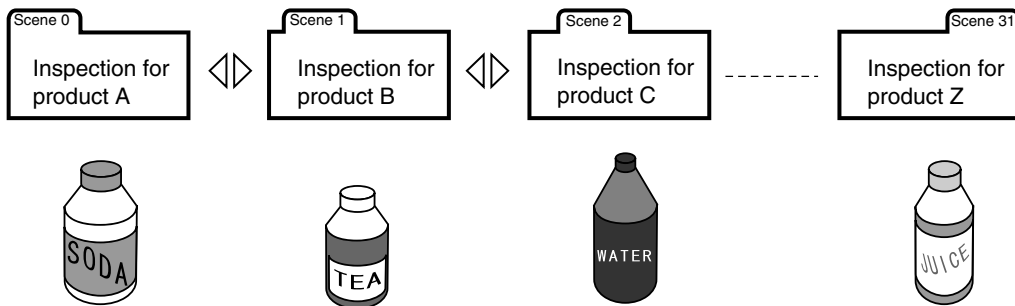 Scene 0
Scene 1
Scene 2
Scene 31
Inspection for
product A
Inspection for
product B
Inspection for
product C
Inspection for
product Z
SODA
TEA
WATER
JUICE